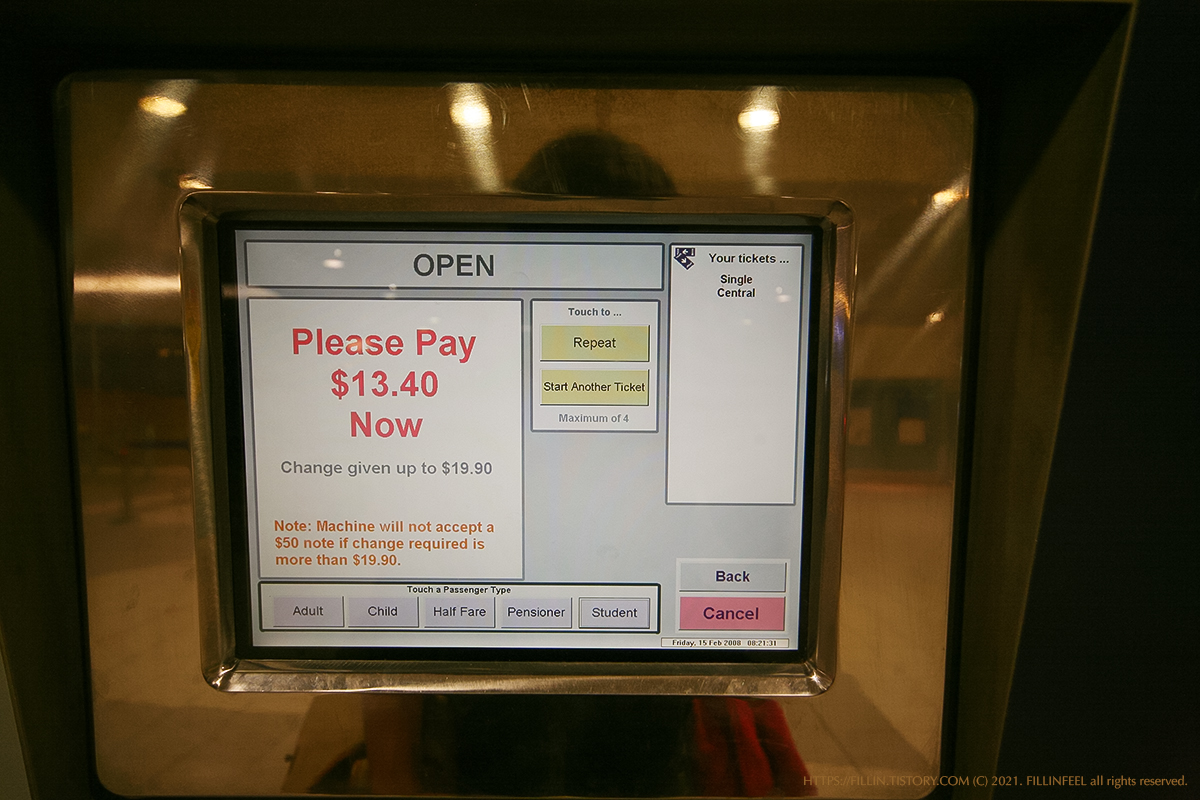 OPEN
Please Pay
$13.40
Now
Change given up to $19.90
Note: Machine will not accept a
$50 note if change required is
more than $19.90.
Touch to ...
Repeat
Start Another Ticket
Maximum of 4
Your tickets ...
Single
Central
Touch a Passenger Type
Adult
Child
Half Fare
Pensioner
Student
Back
Cancel
Friday, 15 Feb 2008 08:21:31
HTTPS://FILLIN.TISTORY.COM (C) 2021. FILLINFEEL all rights reserved.